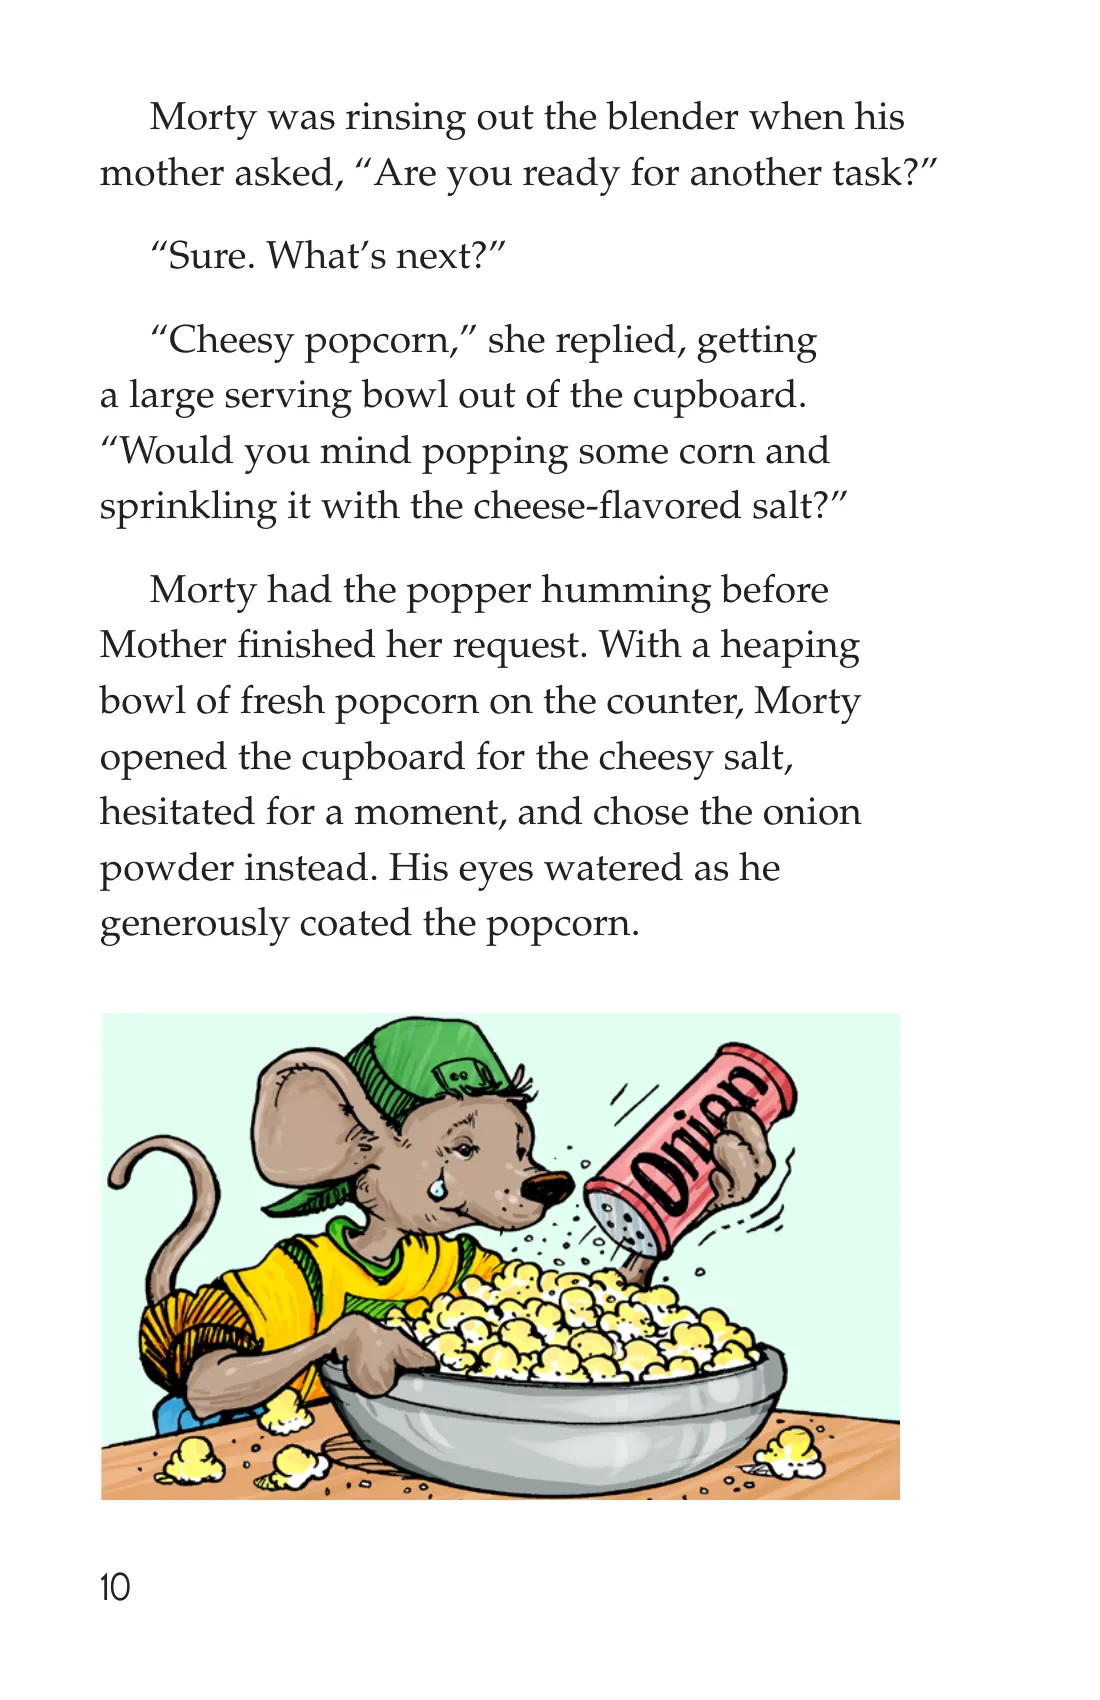 Morty was rinsing out the blender when his
mother asked, “Are you ready for another task?”
“Sure. What’s next?”
“Cheesy popcorn,” she replied, getting
a large serving bowl out of the cupboard.
“Would you mind popping some corn and
sprinkling it with the cheese-flavored salt?”
Morty had the popper humming before
Mother finished her request. With a heaping
bowl of fresh popcorn on the counter, Morty
opened the cupboard for the cheesy salt,
hesitated for a moment, and chose the onion
powder instead. His eyes watered as he
generously coated the popcorn.
Onion
10